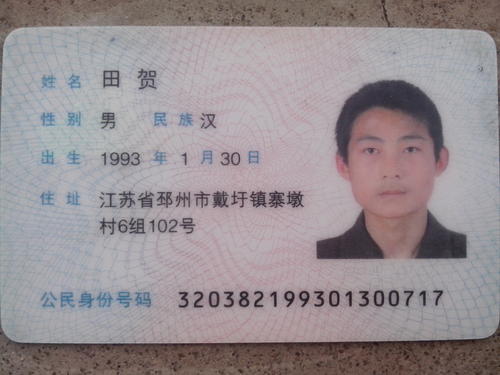 姓名 田贺
性别 男 民族 汉
出生 1993 年 1 月 30 日
住址 江苏省邳州市戴圩镇寨墩
村6组102号
公民身份号码 320382199301300717